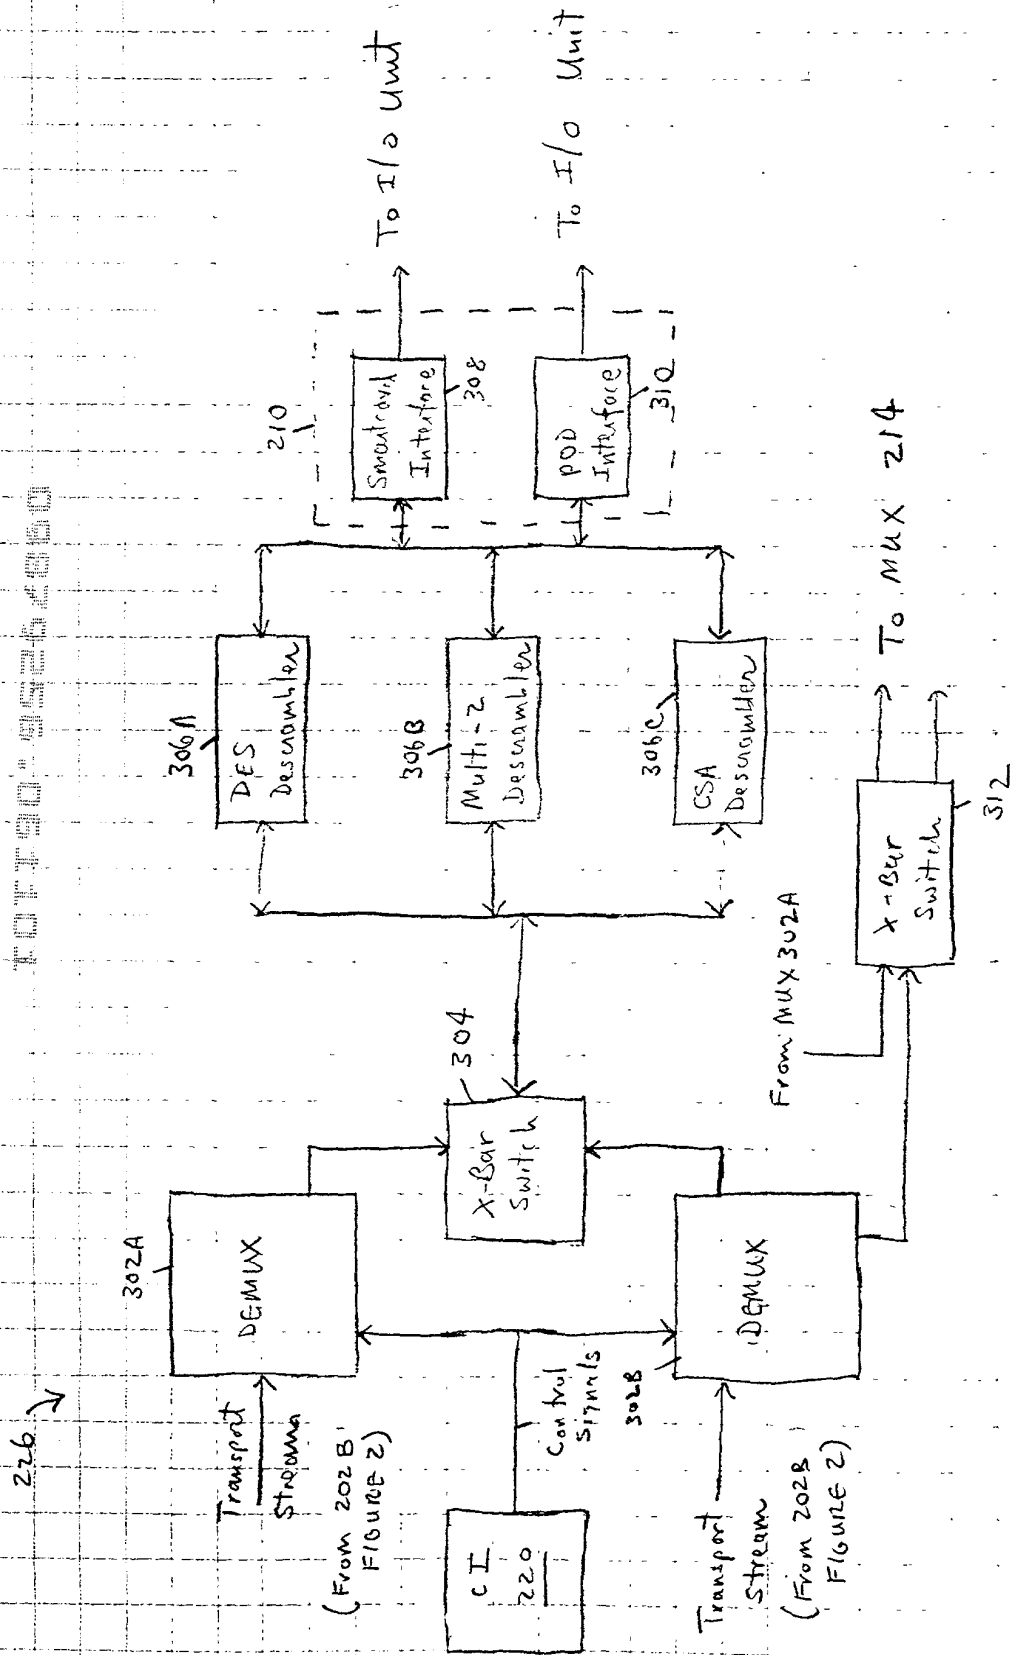 226
Transport
Stream
(From 202B
FIGURE 2)
302A
DEMUX
CI
220
Control
Signals
302B
DEMUX
Transport
Stream
(From 202B
FIGURE 2)
X-Bar
Switch
304
306A
DES
Descrambler
306B
Multi-2
Descrambler
306C
CSA
Descrambler
210
Smartcard
Interface
308
POD
Interface
310
To I/O Unit
To I/O Unit
From MUX 302A
X-Bar
Switch
312
To MUX 214